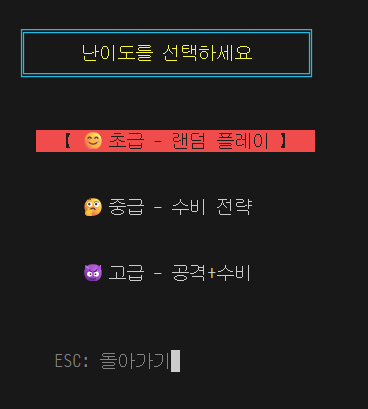 난이도를 선택하세요
【 😊 초급 - 랜덤 플레이 】
🤔 중급 - 수비 전략
😈 고급 - 공격+수비
ESC: 돌아가기